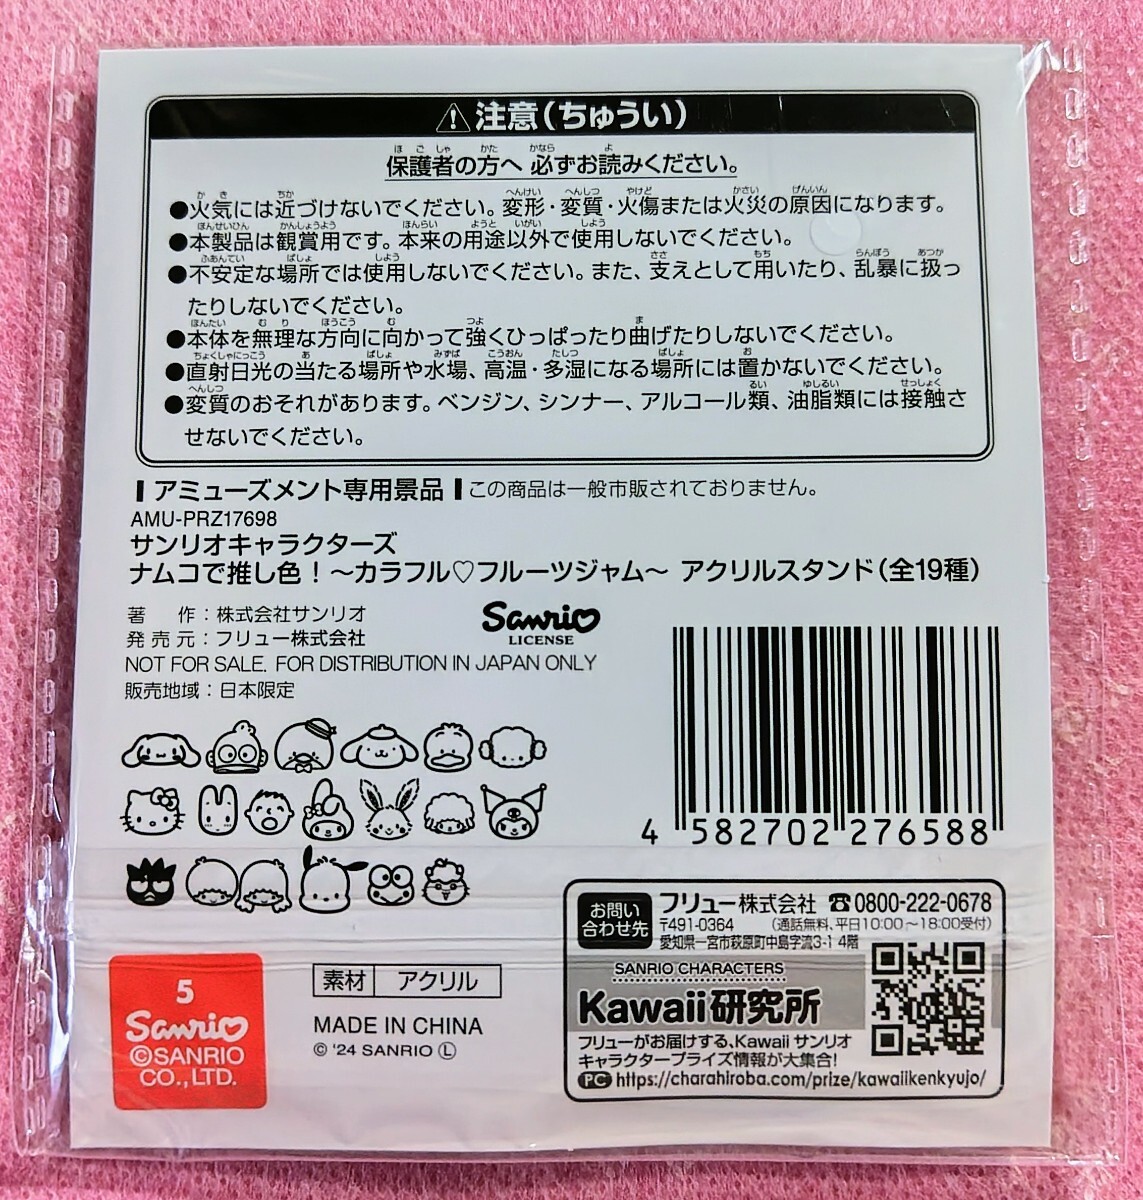 ⚠注意(ちゅうい)
保護者の方へ 必ずお読みください。
●火気には近づけないでください。変形・変質・火傷または火災の原因になります。
●本製品は観賞用です。本来の用途以外で使用しないでください。
●不安定な場所では使用しないでください。また、支えとして用いたり、乱暴に扱っ
たりしないでください。
●本体を無理な方向に向かって強くひっぱったり曲げたりしないでください。
●直射日光の当たる場所や水場、高温・多湿になる場所には置かないでください。
●変質のおそれがあります。ベンジン、シンナー、アルコール類、油脂類には接触さ
せないでください。
┃アミューズメント専用景品┃この商品は一般市販されておりません。
AMU-PRZ17698
サンリオキャラクターズ
ナムコで推し色!〜カラフル♡フルーツジャム〜 アクリルスタンド(全19種)
著 作:株式会社サンリオ
発売元:フリュー株式会社
Sanrio
LICENSE
NOT FOR SALE. FOR DISTRIBUTION IN JAPAN ONLY
販売地域:日本限定
4 582702 276588
5
Sanrio
©SANRIO
CO.,LTD.
素材 アクリル
MADE IN CHINA
© '24 SANRIO Ⓛ
お問い
合わせ先
フリュー株式会社 ☎0800-222-0678
〒491-0364 (通話無料、平日10:00〜18:00受付)
愛知県一宮市萩原町中島字流3-1 4階
SANRIO CHARACTERS
Kawaii研究所
フリューがお届けする、Kawaii サンリオ
キャラクタープライズ情報が大集合!
PC https://charahiroba.com/prize/kawaiikenkyujo/